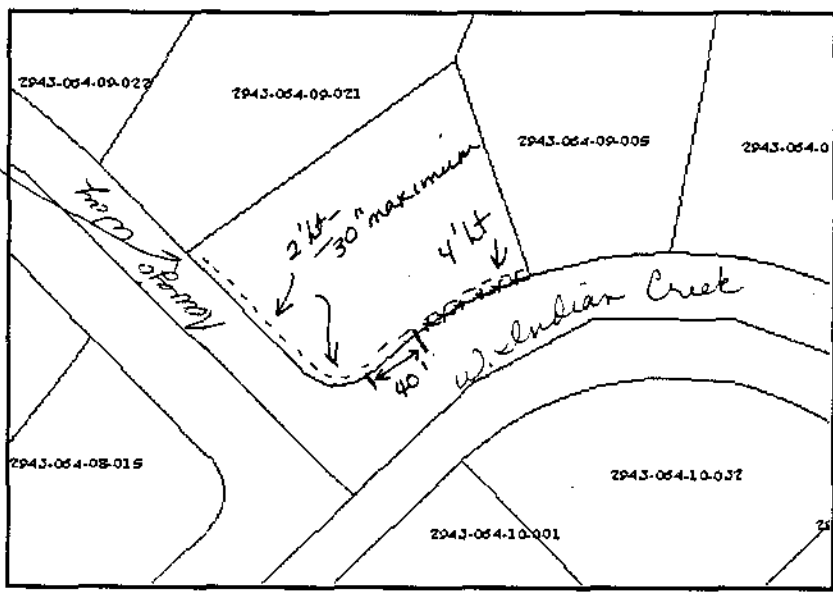 2943-064-09-022
2943-064-09-021
2943-064-09-005
2943-064-0
Navajo Way
2' ht-
30" maximum
4' ht
W. Indian Creek
40'
2943-064-08-015
2943-064-10-032
2943-064-10-001